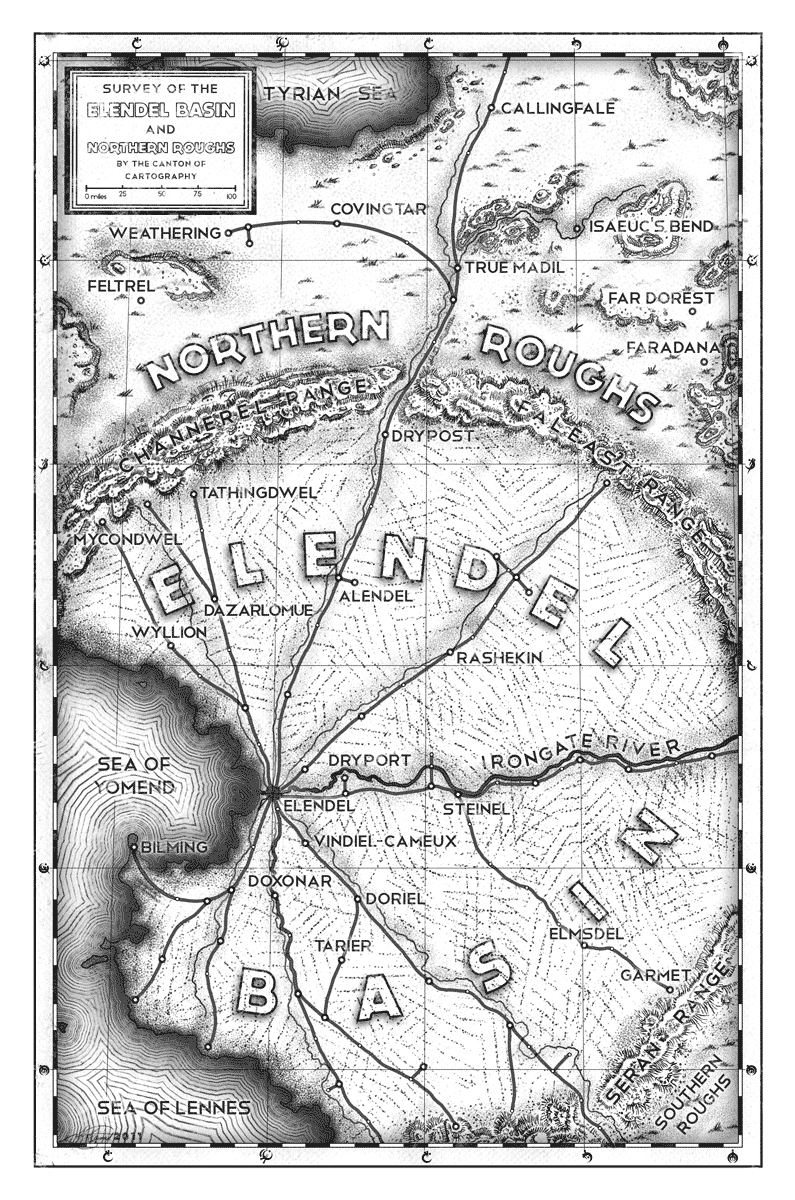 SURVEY OF THE
ELENDEL BASIN
AND
NORTHERN ROUGHS
BY THE CANTON OF
CARTOGRAPHY
0 miles 25 50 75 100
TYRIAN SEA
CALLINGFALE
COVINGTAR
WEATHERING
ISAEUC'S BEND
TRUE MADIL
FELTREL
FAR DOREST
NORTHERN ROUGHS
FARADANA
CHANNEREL RANGE
FALEAST RANGE
DRYPOST
TATHINGDWEL
MYCONDWEL
ELENDEL
ALENDEL
DAZARLOMUE
WYLLION
RASHEKIN
IRONGATE RIVER
SEA OF
YOMEND
DRYPORT
ELENDEL
STEINEL
BILMING
VINDIEL-CAMEUX
DOXONAR
DORIEL
ELMSDEL
TARIER
GARMET
BASIN
SERAN RANGE
SOUTHERN
ROUGHS
SEA OF LENNES
2011